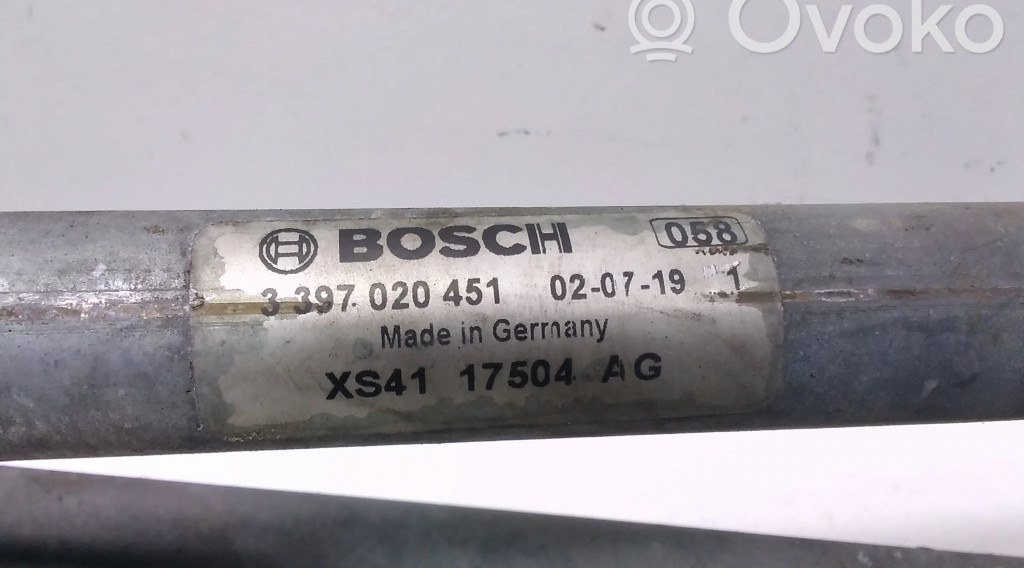 Ovoko
BOSCH 058
3 397 020 451 02-07-19 1
Made in Germany
XS41 17504 AG